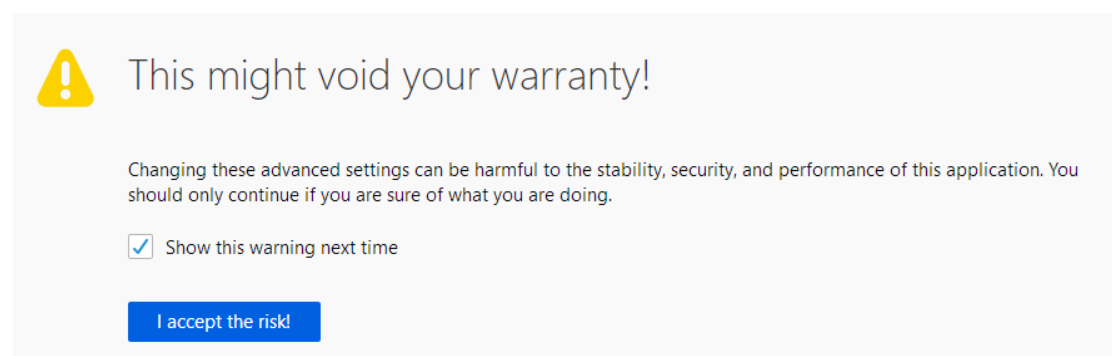 This might void your warranty!
Changing these advanced settings can be harmful to the stability, security, and performance of this application. You
should only continue if you are sure of what you are doing.
Show this warning next time
I accept the risk!